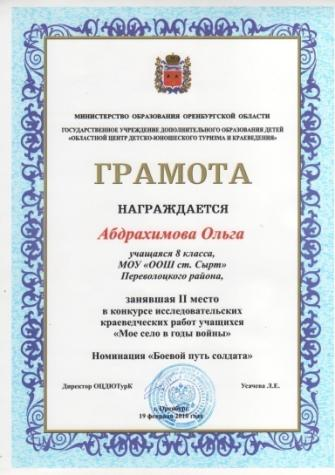 МИНИСТЕРСТВО ОБРАЗОВАНИЯ ОРЕНБУРГСКОЙ ОБЛАСТИ
ГОСУДАРСТВЕННОЕ УЧРЕЖДЕНИЕ ДОПОЛНИТЕЛЬНОГО ОБРАЗОВАНИЯ ДЕТЕЙ
«ОБЛАСТНОЙ ЦЕНТР ДЕТСКО-ЮНОШЕСКОГО ТУРИЗМА И КРАЕВЕДЕНИЯ»
ГРАМОТА
НАГРАЖДАЕТСЯ
Абдрахимова Ольга
учащаяся 8 класса,
МОУ «ООШ ст. Сырт»
Переволоцкого района,
занявшая II место
в конкурсе исследовательских
краеведческих работ учащихся
«Мое село в годы войны»
Номинация «Боевой путь солдата»
Директор ОЦДЮТурК Усачева Л.Е.
г. Оренбург
19 февраля 2010 года